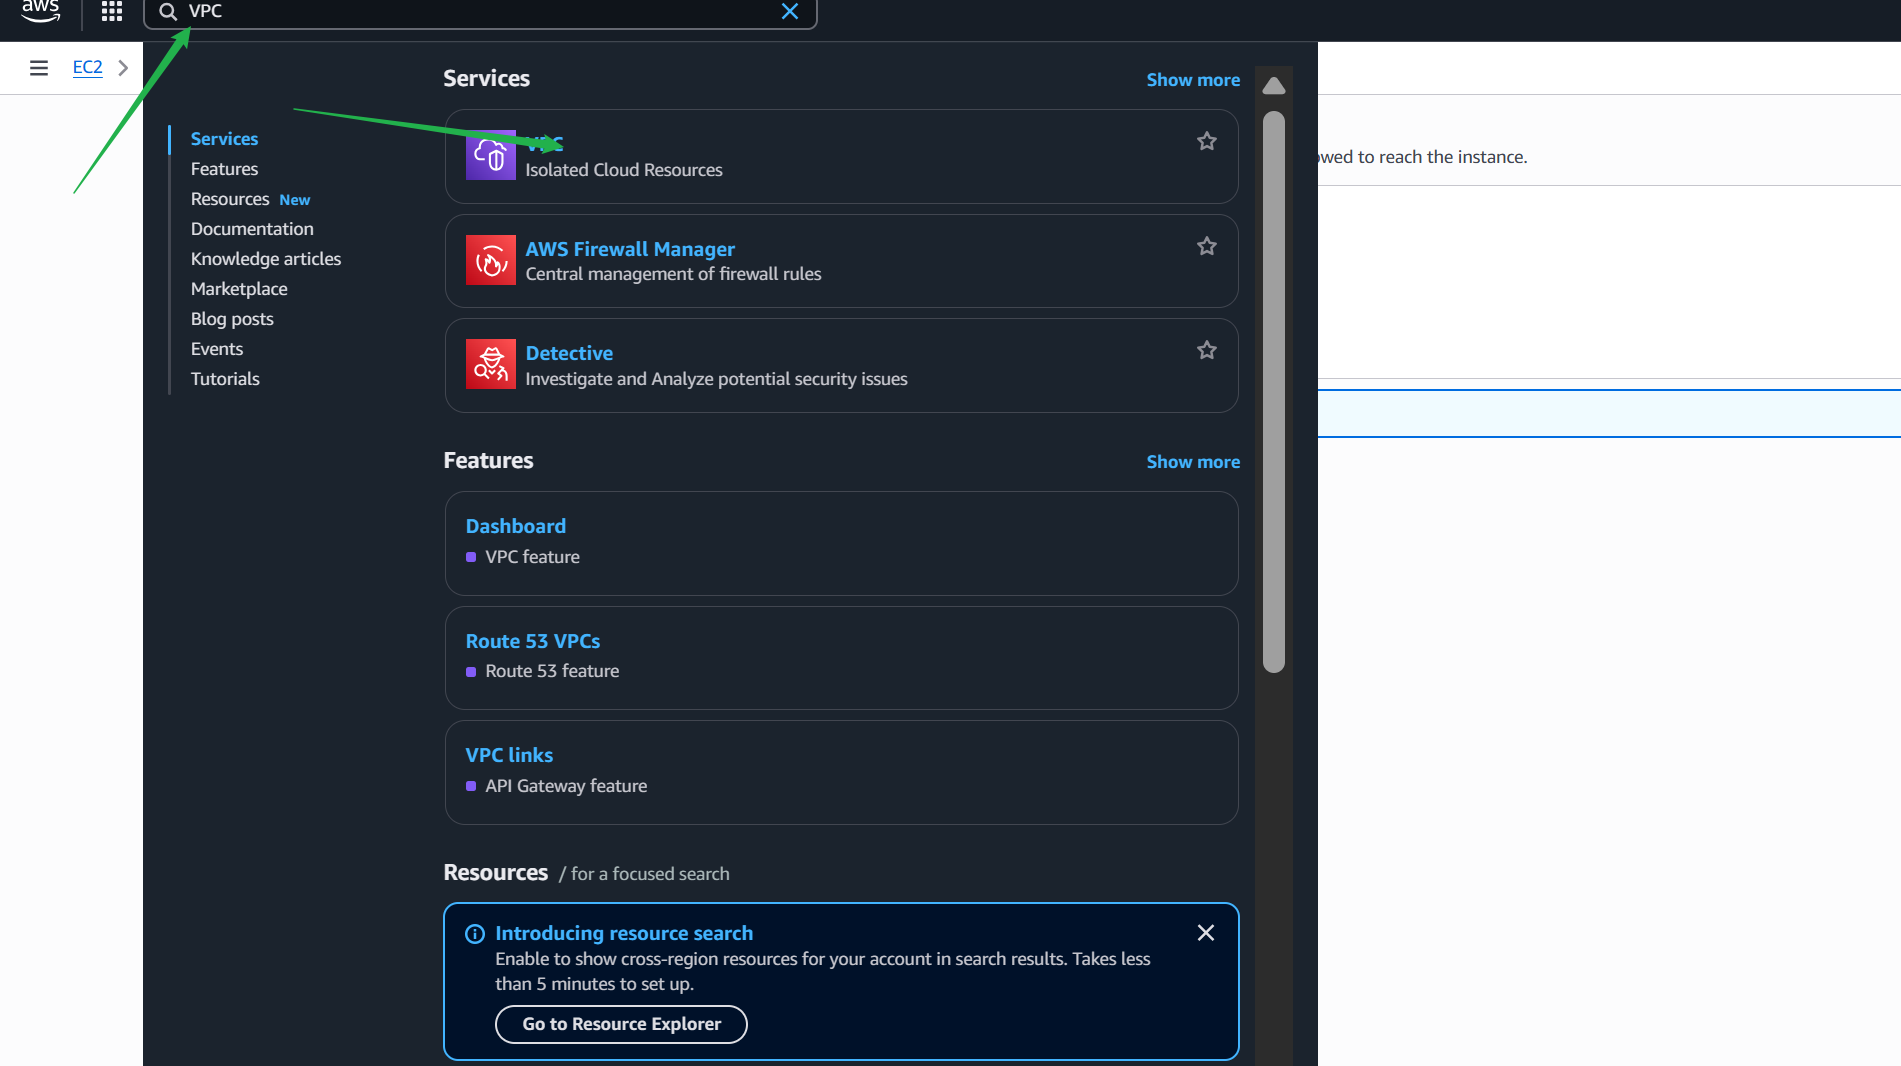 aws
VPC
EC2
Services
Features
Resources New
Documentation
Knowledge articles
Marketplace
Blog posts
Events
Tutorials
Services
Show more
VPC
Isolated Cloud Resources
AWS Firewall Manager
Central management of firewall rules
Detective
Investigate and Analyze potential security issues
Features
Show more
Dashboard
VPC feature
Route 53 VPCs
Route 53 feature
VPC links
API Gateway feature
Resources / for a focused search
Introducing resource search
Enable to show cross-region resources for your account in search results. Takes less
than 5 minutes to set up.
Go to Resource Explorer
to reach the instance.